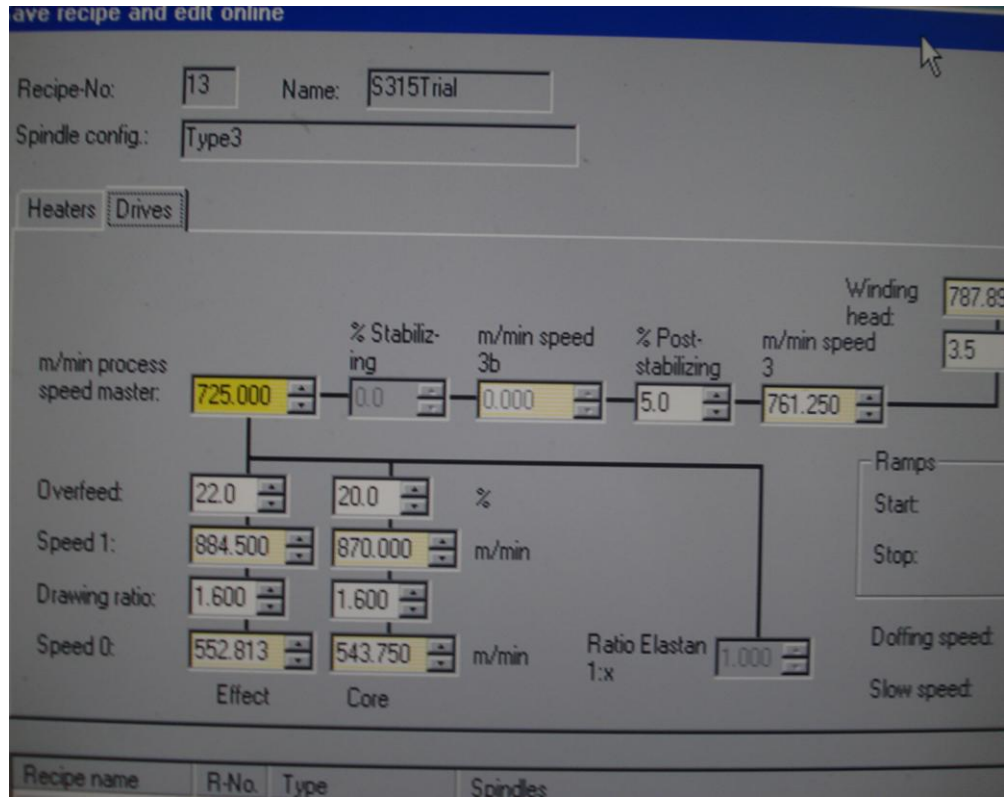 ave recipe and edit online
Recipe-No: 13 Name: S315Trial
Spindle config.: Type3
Heaters Drives
Winding head: 787.89
3.5
m/min process speed master: 725.000
% Stabiliz-ing 0.0
m/min speed 3b 0.000
% Post-stabilizing 5.0
m/min speed 3 761.250
Overfeed: 22.0 20.0 %
Speed 1: 884.500 870.000 m/min
Drawing ratio: 1.600 1.600
Speed 0: 552.813 543.750 m/min
Effect Core
Ratio Elastan 1:x 1.000
Ramps
Start:
Stop:
Doffing speed:
Slow speed:
Recipe name R-No. Type Spindles